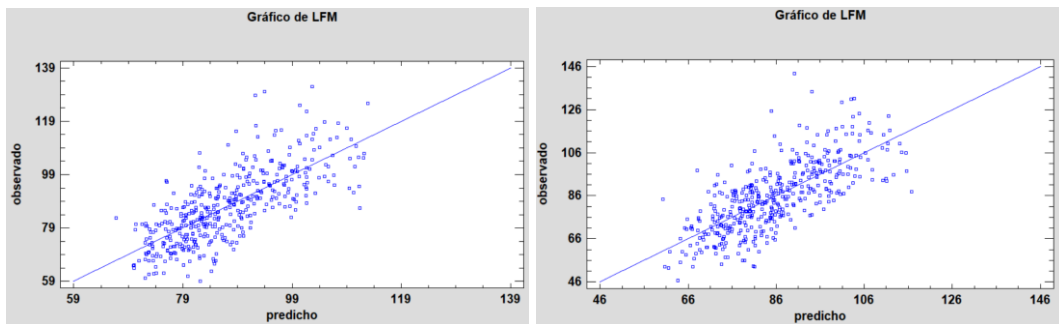 Gráfico de LFM
139
119
99
79
59
observado
59 79 99 119 139
predicho
Gráfico de LFM
146
126
106
86
66
46
observado
46 66 86 106 126 146
predicho